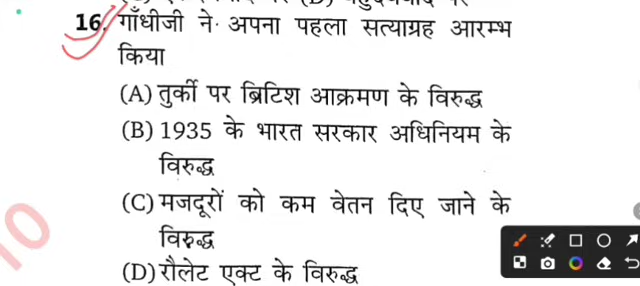 16. गाँधीजी ने अपना पहला सत्याग्रह आरम्भ
किया
(A) तुर्की पर ब्रिटिश आक्रमण के विरुद्ध
(B) 1935 के भारत सरकार अधिनियम के
विरुद्ध
(C) मजदूरों को कम वेतन दिए जाने के
विरुद्ध
(D) रौलेट एक्ट के विरुद्ध